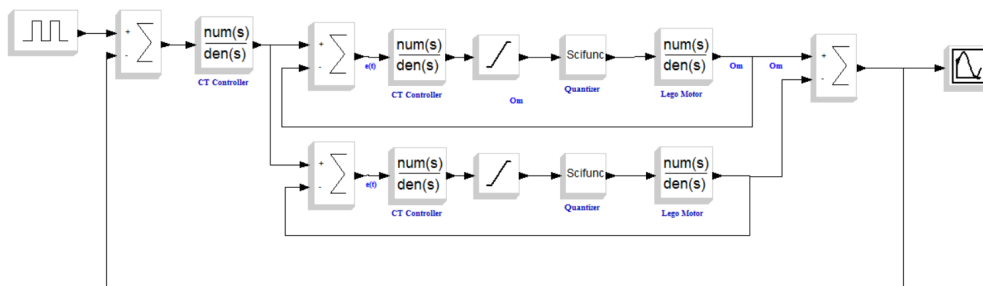 +
-
Σ
num(s)
den(s)
CT Controller
+
-
Σ
e(t)
num(s)
den(s)
CT Controller
Om
Scifunc
Quantizer
num(s)
den(s)
Lego Motor
Om
Om
+
-
Σ
+
-
Σ
e(t)
num(s)
den(s)
CT Controller
Scifunc
Quantizer
num(s)
den(s)
Lego Motor